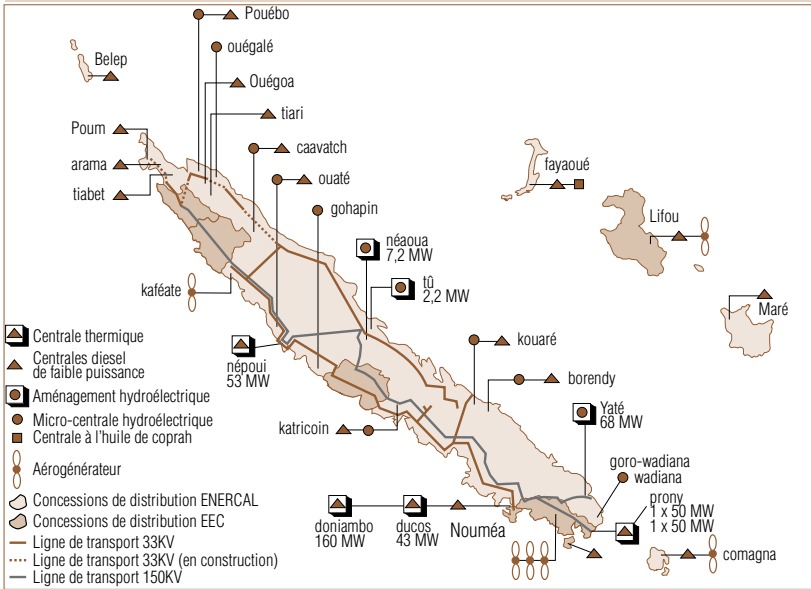 Pouébo
ouégalé
Belep
Ouégoa
tiari
Poum
caavatch
arama
ouaté
fayaoué
tiabet
gohapin
Lifou
néaoua
7,2 MW
tû
2,2 MW
kaféate
Maré
népoui
53 MW
kouaré
borendy
katricoin
Yaté
68 MW
goro-wadiana
wadiana
prony
1 x 50 MW
1 x 50 MW
doniambo
160 MW
ducos
43 MW
Nouméa
comagna
Centrale thermique
Centrales diesel
de faible puissance
Aménagement hydroélectrique
Micro-centrale hydroélectrique
Centrale à l'huile de coprah
Aérogénérateur
Concessions de distribution ENERCAL
Concessions de distribution EEC
Ligne de transport 33KV
Ligne de transport 33KV (en construction)
Ligne de transport 150KV